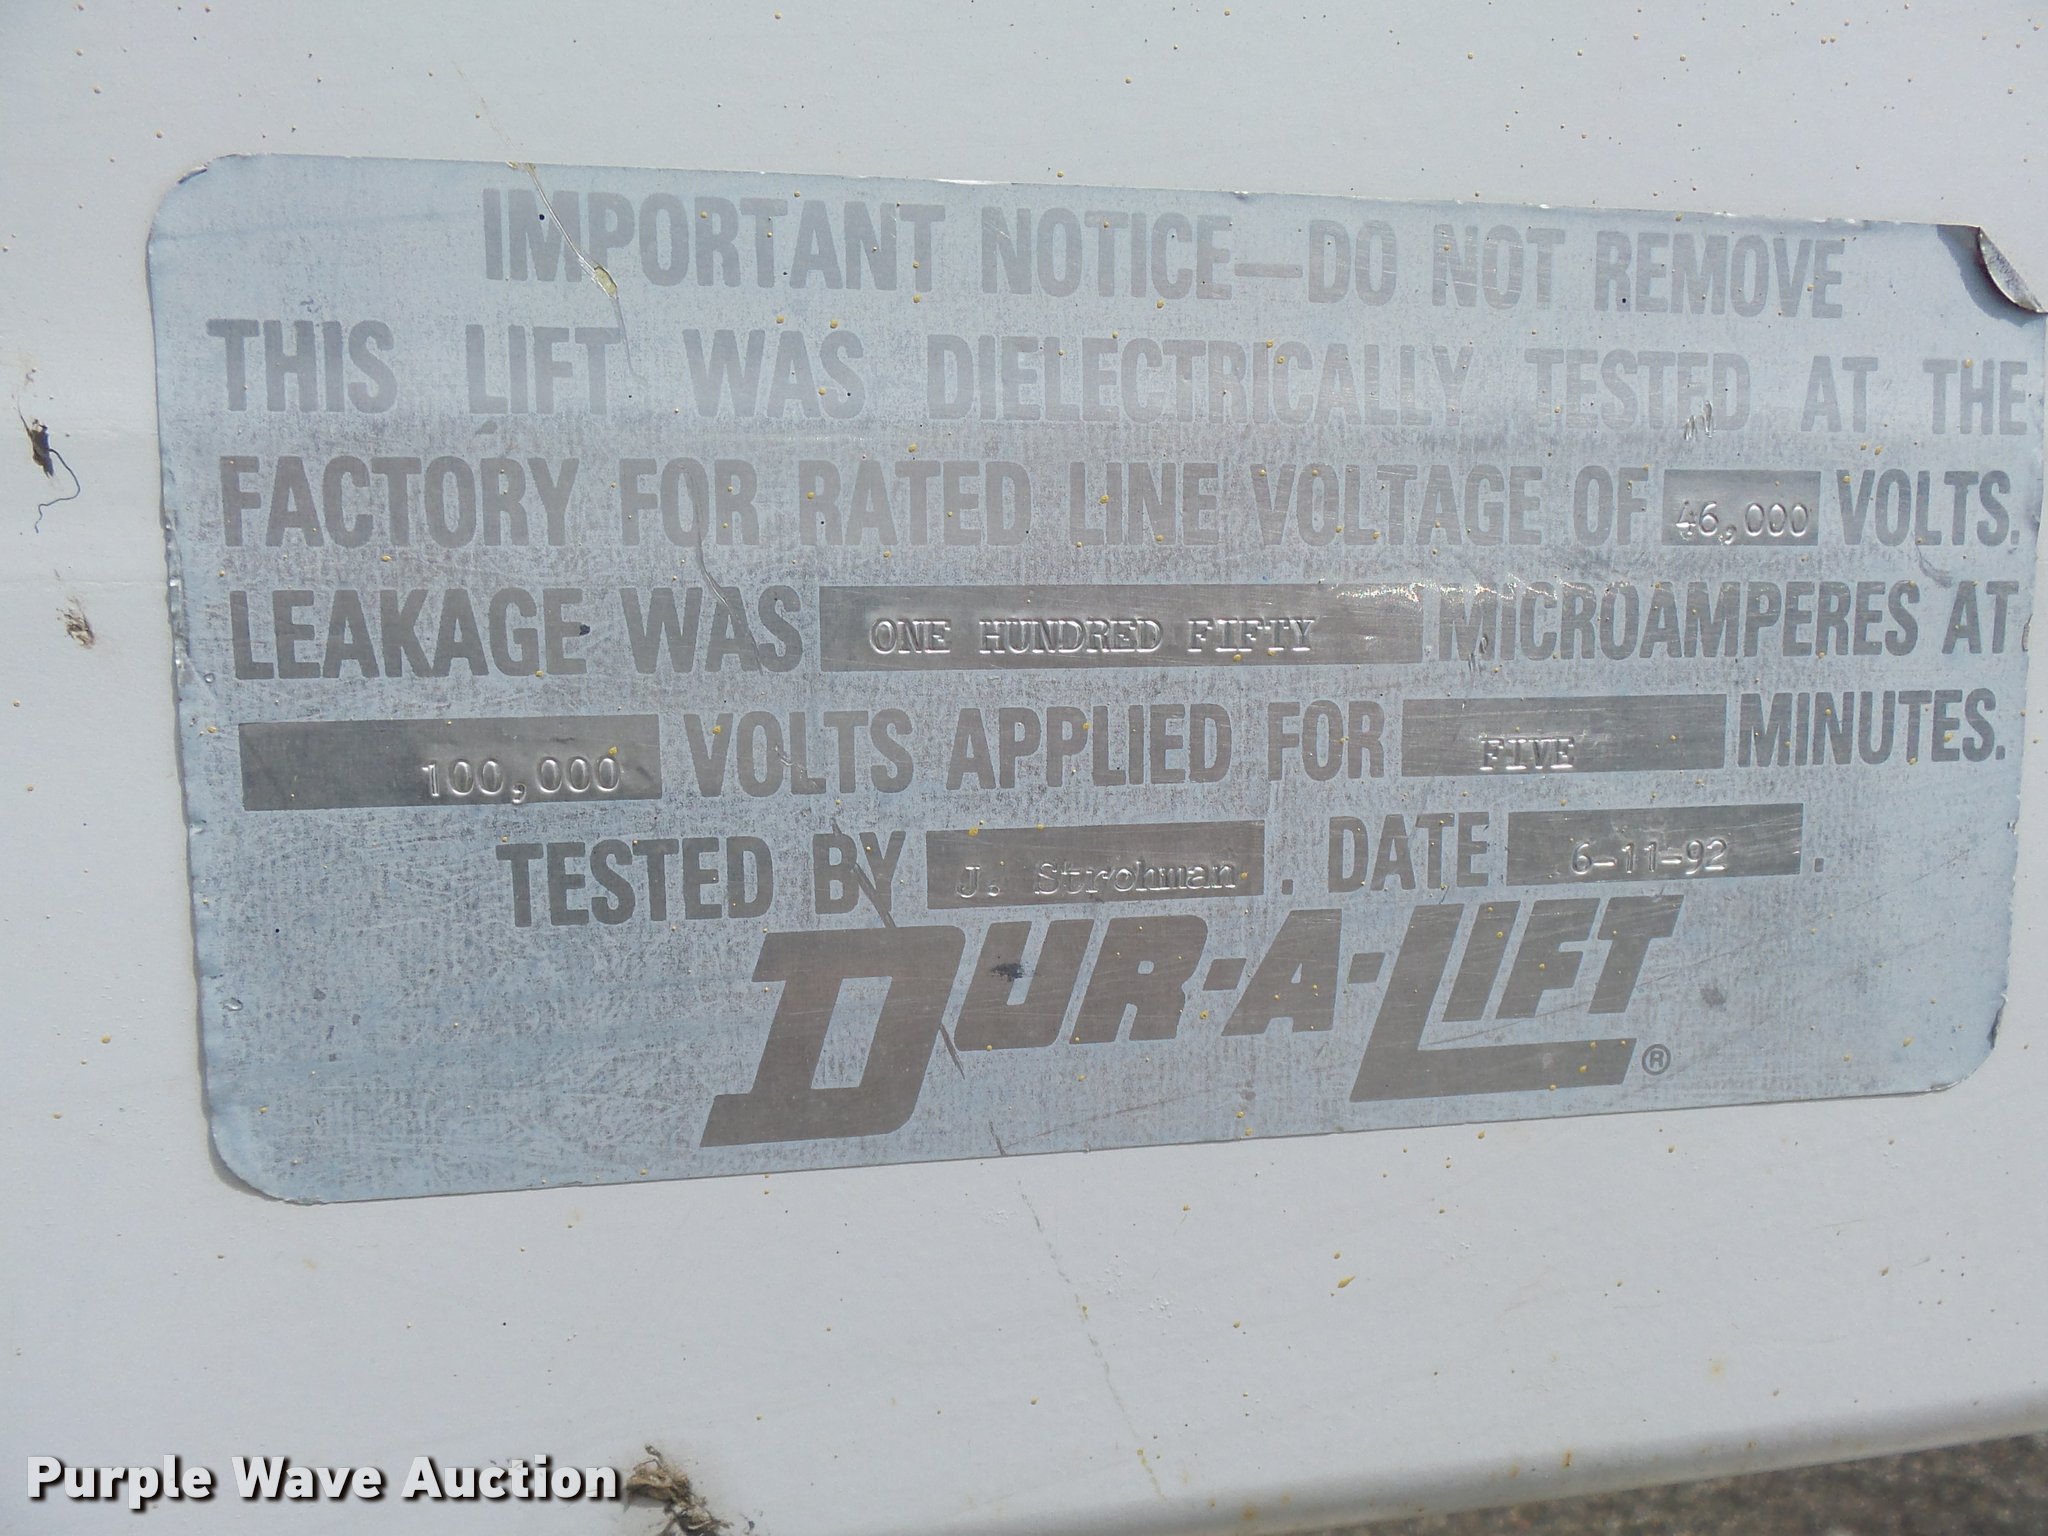 IMPORTANT NOTICE—DO NOT REMOVE
THIS LIFT WAS DIELECTRICALLY TESTED AT THE
FACTORY FOR RATED LINE VOLTAGE OF 46,000 VOLTS.
LEAKAGE WAS ONE HUNDRED FIFTY MICROAMPERES AT
100,000 VOLTS APPLIED FOR FIVE MINUTES.
TESTED BY J. Strohman. DATE 6-11-92.
DUR-A-LIFT®
Purple Wave Auction